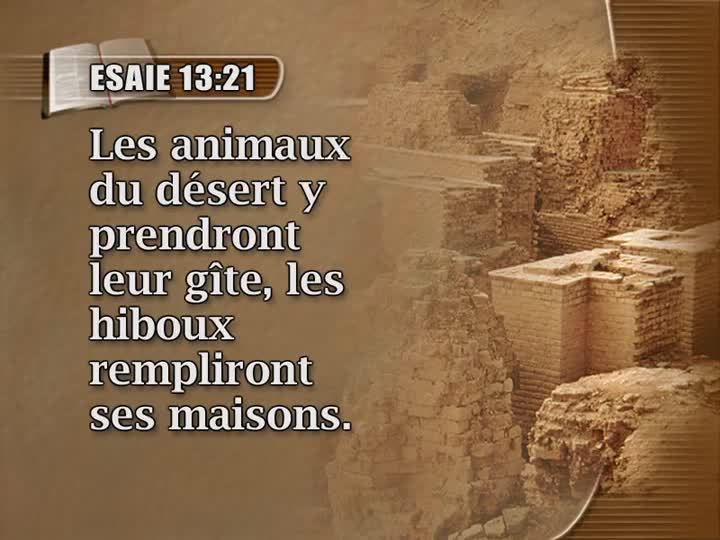 ESAIE 13:21
Les animaux
du désert y
prendront
leur gîte, les
hiboux
rempliront
ses maisons.